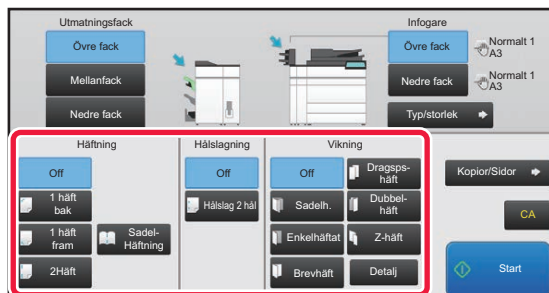 Utmatningsfack
Infogare
Övre fack
Övre fack
Normalt 1
A3
Mellanfack
Nedre fack
Normalt 1
A3
Nedre fack
Typ/storlek
Häftning
Hålslagning
Vikning
Off
Off
Off
Dragsps-
häft
Kopior/Sidor
1 häft
bak
Hålslag 2 hål
Sadelh.
Dubbel-
häft
CA
1 häft
fram
Sadel-
Häftning
Enkelhäftat
Z-häft
2Häft
Brevhäft
Detalj
Start